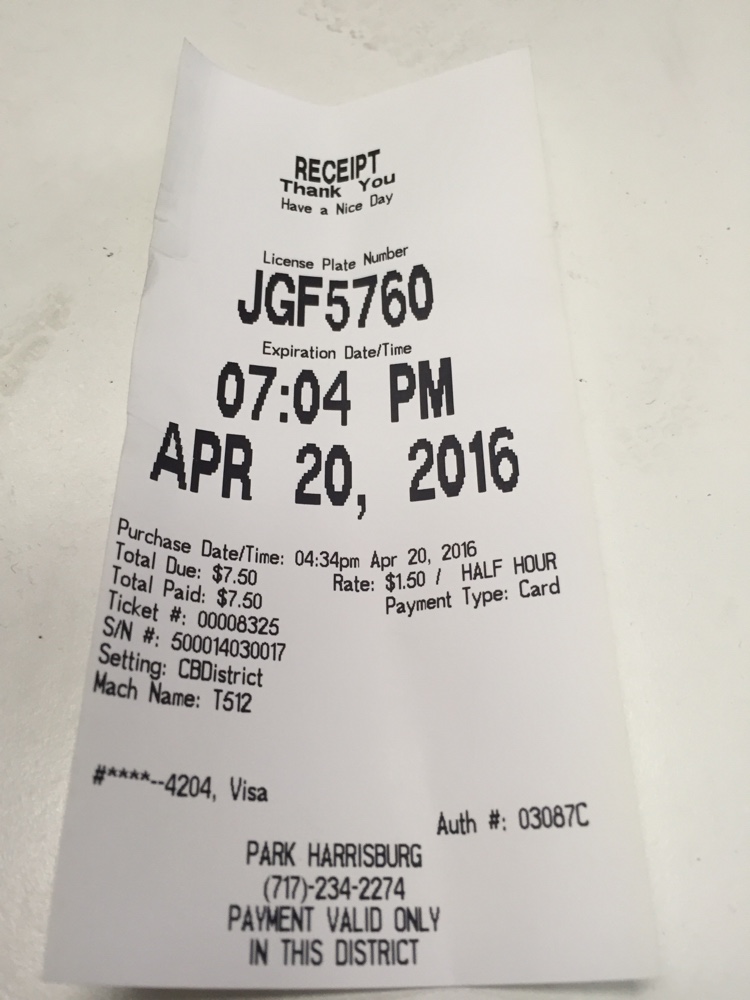 RECEIPT
Thank You
Have a Nice Day
License Plate Number
JGF5760
Expiration Date/Time
07:04 PM
APR 20, 2016
Purchase Date/Time: 04:34pm Apr 20, 2016
Total Due: $7.50 Rate: $1.50 / HALF HOUR
Total Paid: $7.50 Payment Type: Card
Ticket #: 00008325
S/N #: 500014030017
Setting: CBDistrict
Mach Name: T512
#****--4204, Visa
Auth #: 03087C
PARK HARRISBURG
(717)-234-2274
PAYMENT VALID ONLY
IN THIS DISTRICT